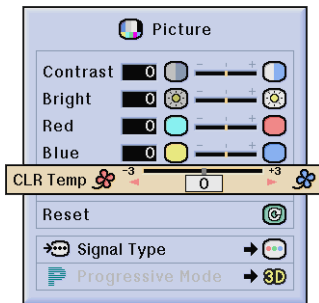 Picture
Contrast 0 - +
Bright 0 - +
Red 0 - +
Blue 0 - +
CLR Temp -3 0 +3
Reset
Signal Type
Progressive Mode 3D